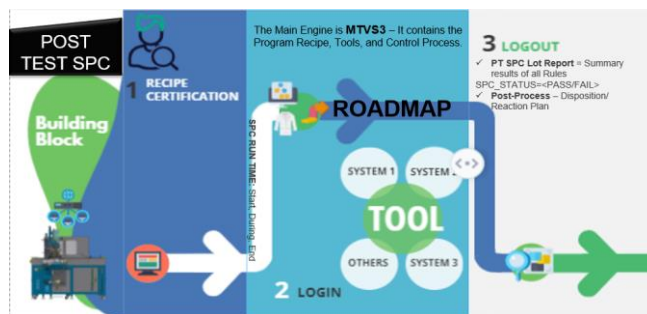 POST
TEST SPC
Building
Block
1 RECIPE
CERTIFICATION
The Main Engine is MTVS3 – It contains the
Program Recipe, Tools, and Control Process.
SPC RUN TIME: Start, During, End
ROADMAP
SYSTEM 1
SYSTEM
TOOL
OTHERS
SYSTEM 3
2 LOGIN
3 LOGOUT
✓ PT SPC Lot Report = Summary
results of all Rules
SPC_STATUS=<PASS/FAIL>
✓ Post-Process – Disposition/
Reaction Plan